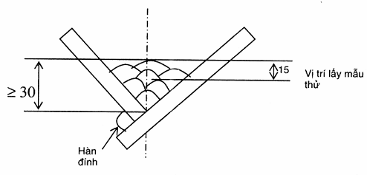 ≥ 30
15
Vị trí lấy mẫu
thử
Hàn
đính